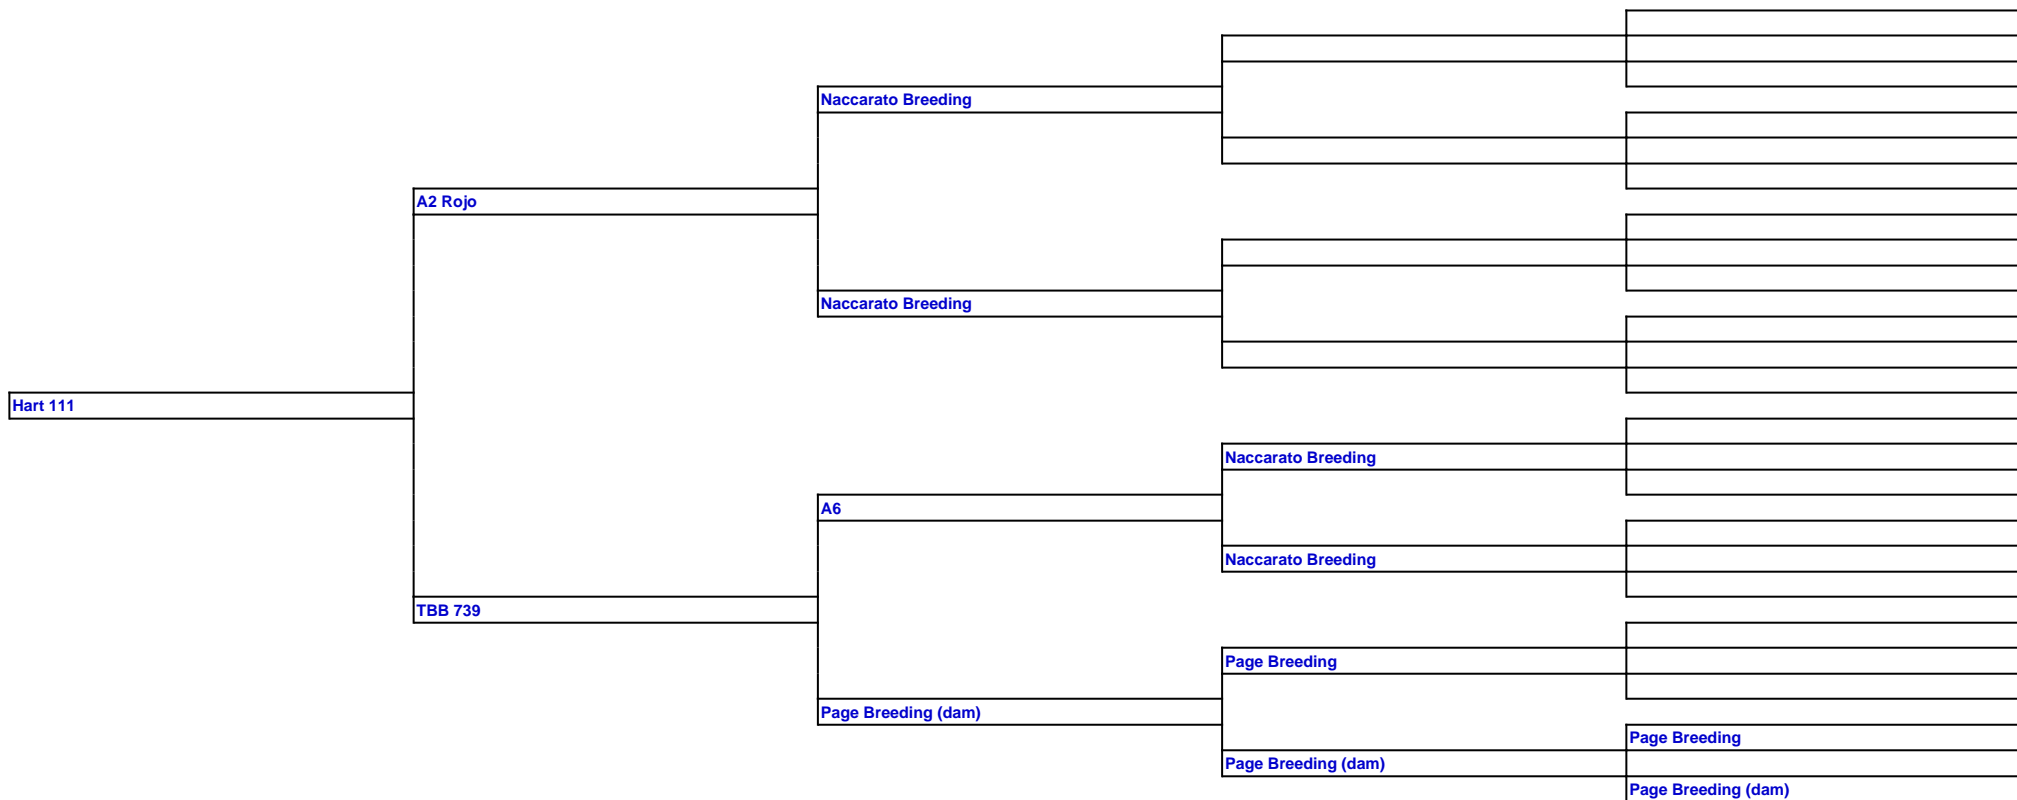 Naccarato Breeding
A2 Rojo
Naccarato Breeding
Hart 111
Naccarato Breeding
A6
Naccarato Breeding
TBB 739
Page Breeding
Page Breeding (dam)
Page Breeding
Page Breeding (dam)
Page Breeding (dam)